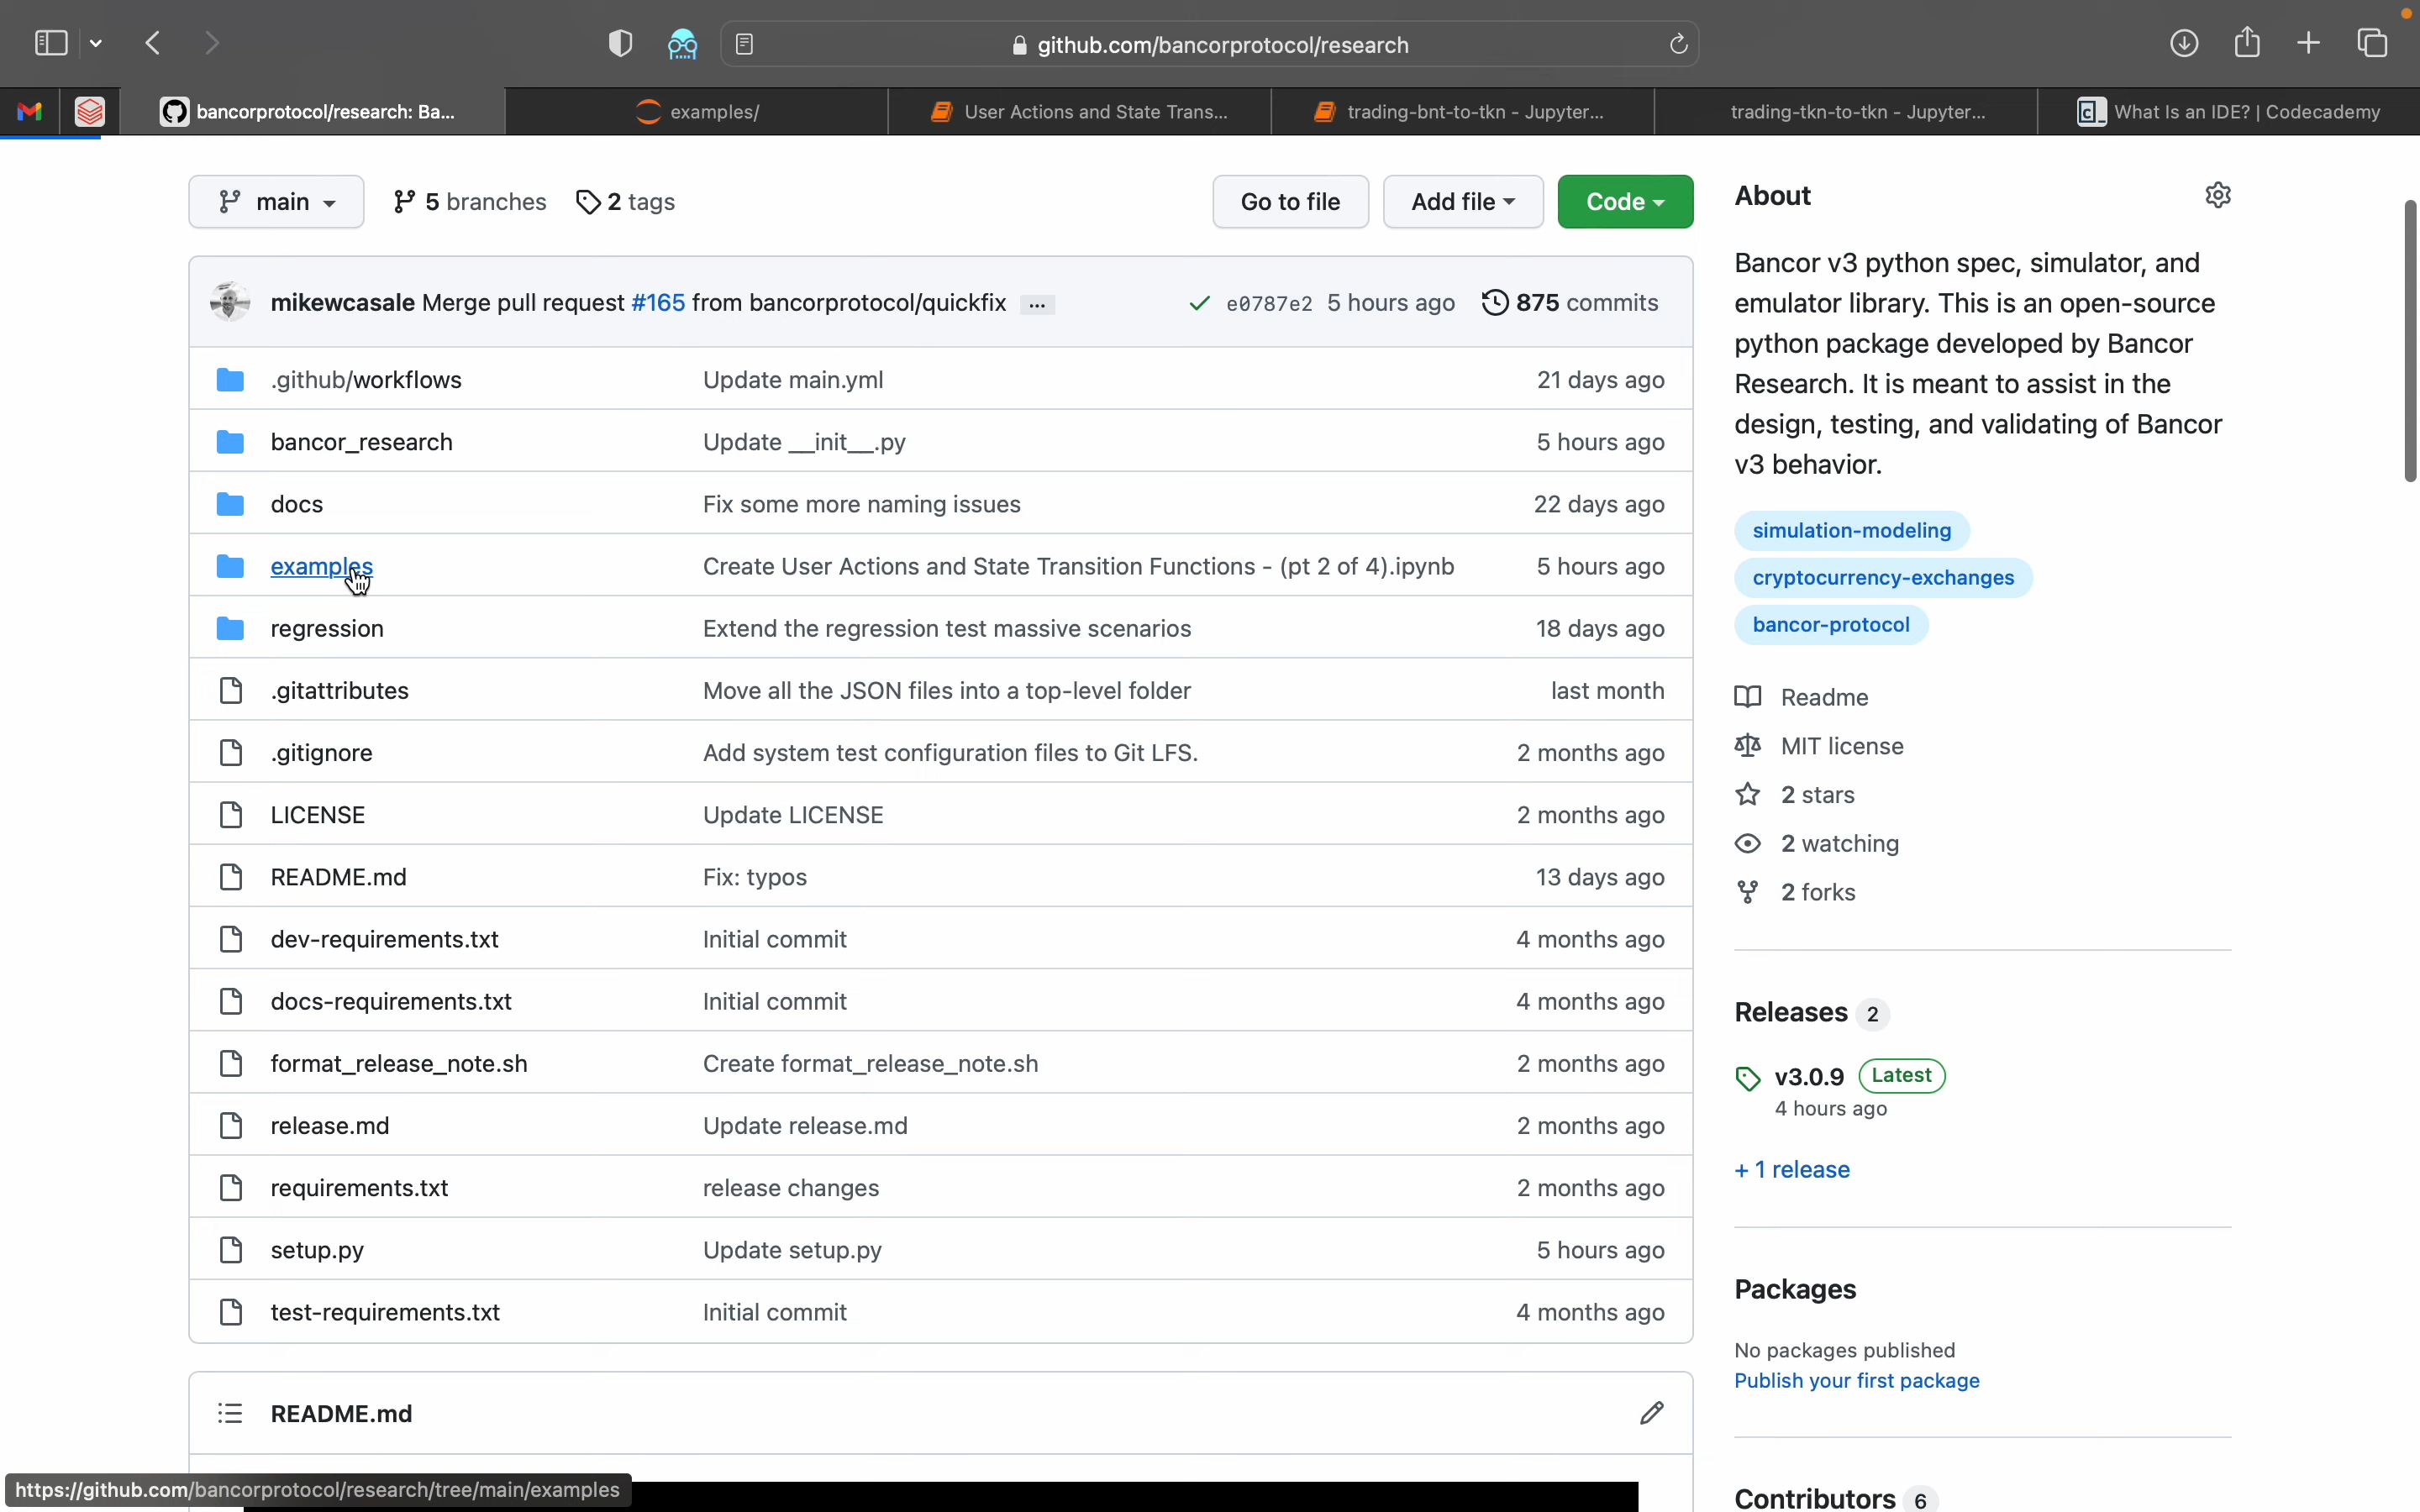 github.com/bancorprotocol/research
bancorprotocol/research: Ba...
examples/
User Actions and State Trans...
trading-bnt-to-tkn - Jupyter...
trading-tkn-to-tkn - Jupyter...
What Is an IDE? | Codecademy
main
5 branches
2 tags
Go to file
Add file
Code
mikewcasale Merge pull request #165 from bancorprotocol/quickfix ...
e0787e2 5 hours ago 875 commits
.github/workflows Update main.yml 21 days ago
bancor_research Update __init__.py 5 hours ago
docs Fix some more naming issues 22 days ago
examples Create User Actions and State Transition Functions - (pt 2 of 4).ipynb 5 hours ago
regression Extend the regression test massive scenarios 18 days ago
.gitattributes Move all the JSON files into a top-level folder last month
.gitignore Add system test configuration files to Git LFS. 2 months ago
LICENSE Update LICENSE 2 months ago
README.md Fix: typos 13 days ago
dev-requirements.txt Initial commit 4 months ago
docs-requirements.txt Initial commit 4 months ago
format_release_note.sh Create format_release_note.sh 2 months ago
release.md Update release.md 2 months ago
requirements.txt release changes 2 months ago
setup.py Update setup.py 5 hours ago
test-requirements.txt Initial commit 4 months ago
README.md
About
Bancor v3 python spec, simulator, and
emulator library. This is an open-source
python package developed by Bancor
Research. It is meant to assist in the
design, testing, and validating of Bancor
v3 behavior.
simulation-modeling
cryptocurrency-exchanges
bancor-protocol
Readme
MIT license
2 stars
2 watching
2 forks
Releases 2
v3.0.9 Latest
4 hours ago
+ 1 release
Packages
No packages published
Publish your first package
Contributors 6
https://github.com/bancorprotocol/research/tree/main/examples